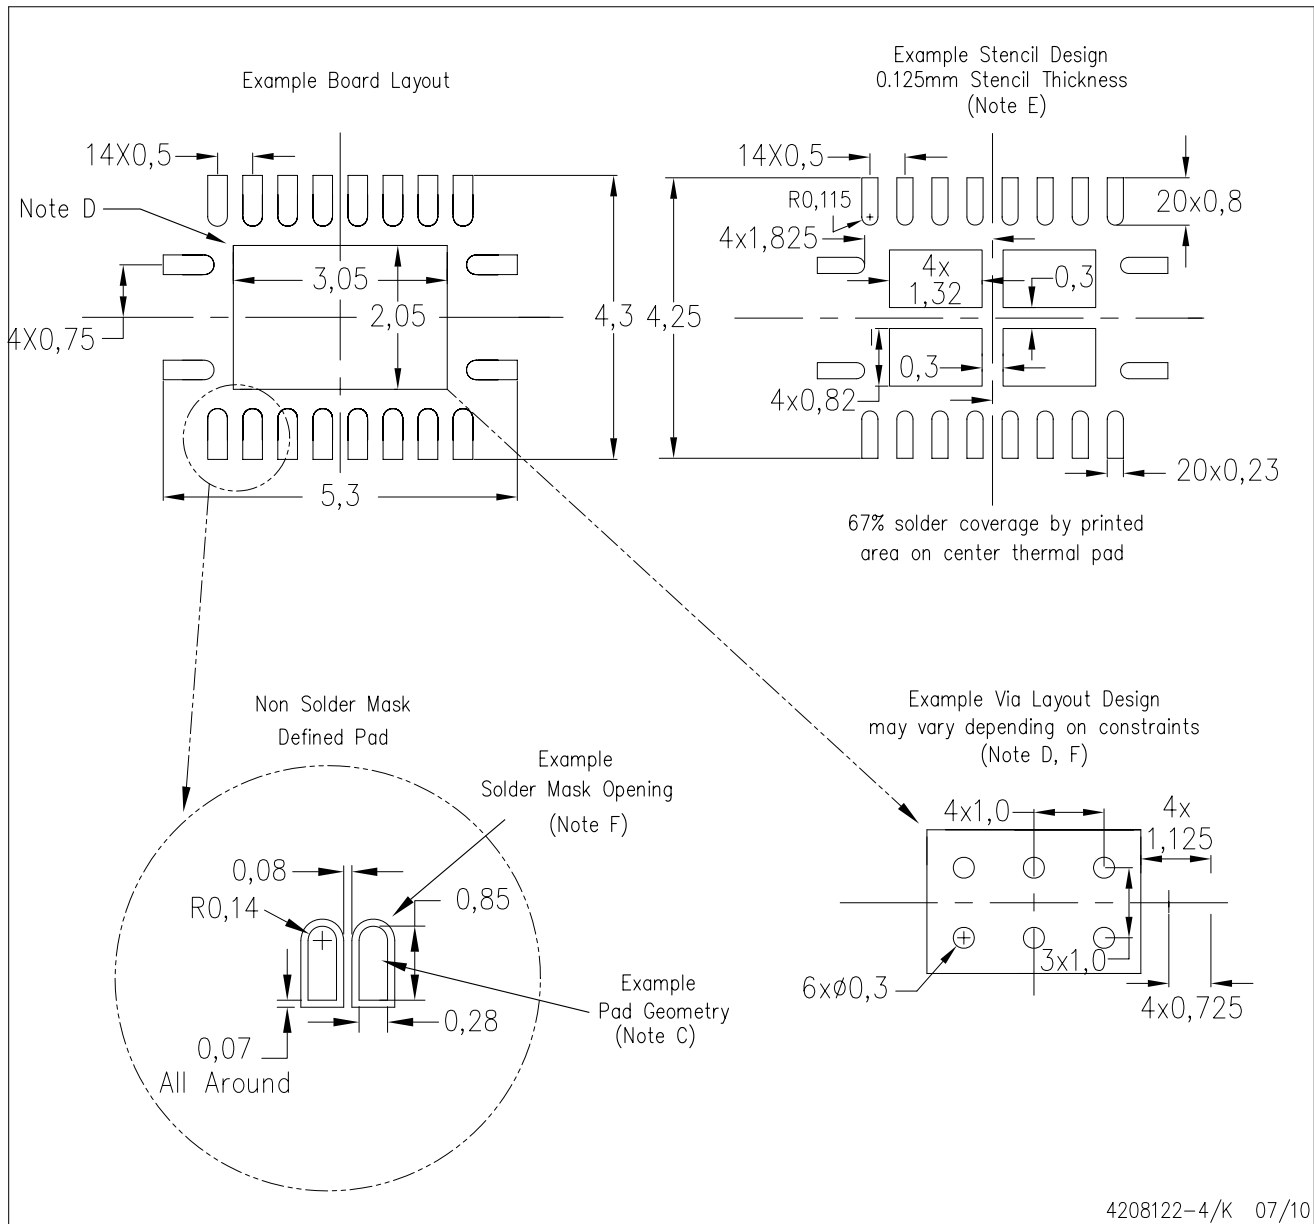 Example Board Layout
14X0,5
Note D
3,05
2,05
4X0,75
4,3
5,3
Example Stencil Design
0.125mm Stencil Thickness
(Note E)
14X0,5
R0,115
20x0,8
4x1,825
4x
1,32
0,3
4,25
0,3
4x0,82
20x0,23
67% solder coverage by printed
area on center thermal pad
Non Solder Mask
Defined Pad
Example
Solder Mask Opening
(Note F)
0,08
R0,14
0,85
Example
Pad Geometry
(Note C)
0,28
0,07
All Around
Example Via Layout Design
may vary depending on constraints
(Note D, F)
4x1,0
4x
1,125
3x1,0
6xø0,3
4x0,725
4208122-4/K 07/10